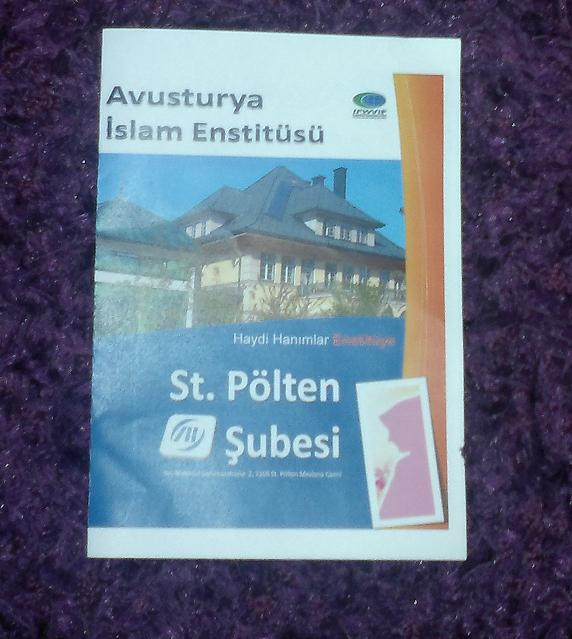 Avusturya
İslam Enstitüsü
Haydi Hanımlar Enstitüye
St. Pölten
Şubesi